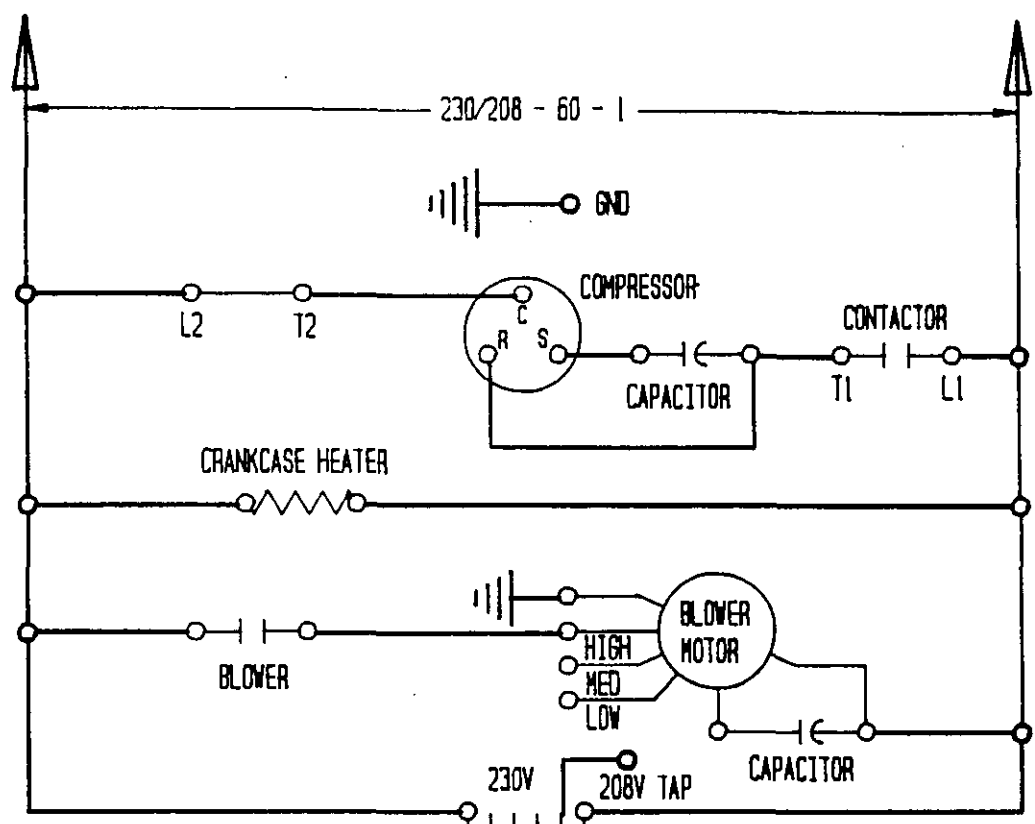 230/208 - 60 - 1
GND
COMPRESSOR
C
R S
L2 T2
CONTACTOR
CAPACITOR
T1 L1
CRANKCASE HEATER
BLOWER MOTOR
HIGH
MED
LOW
BLOWER
CAPACITOR
230V
208V TAP